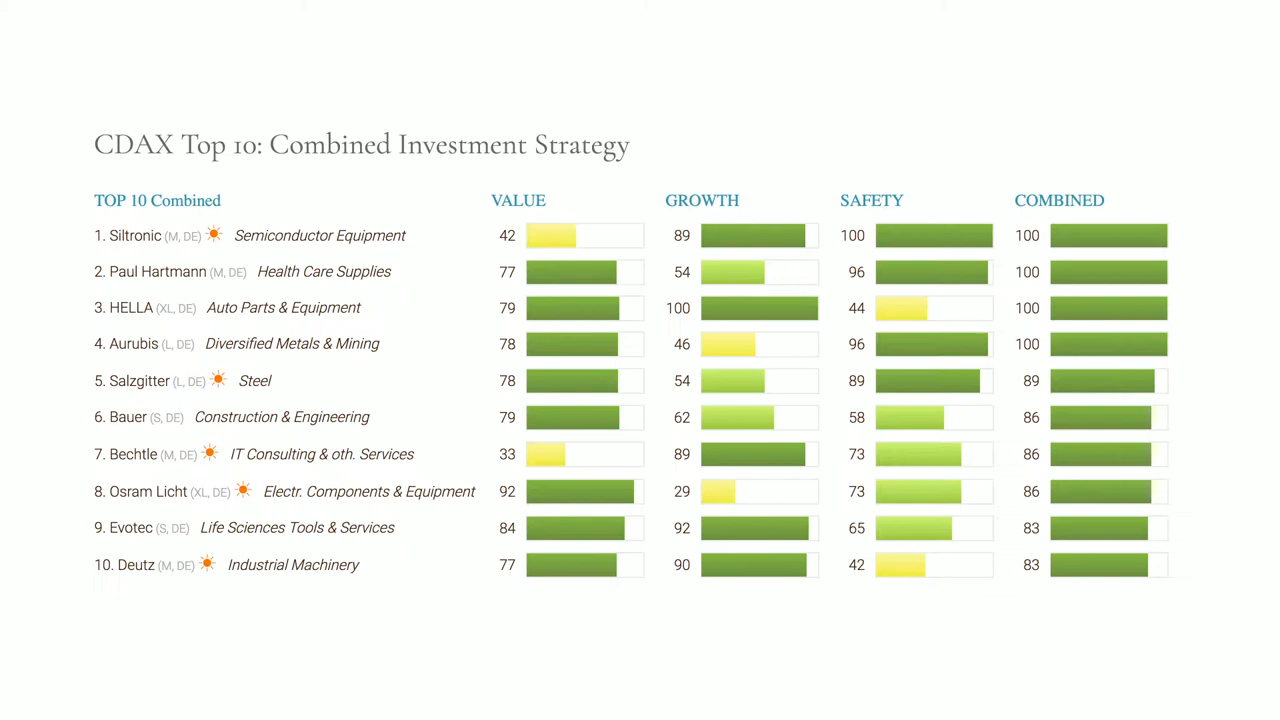 CDAX Top 10: Combined Investment Strategy
TOP 10 Combined VALUE GROWTH SAFETY COMBINED
1. Siltronic (M, DE) Semiconductor Equipment 42 89 100 100
2. Paul Hartmann (M, DE) Health Care Supplies 77 54 96 100
3. HELLA (XL, DE) Auto Parts & Equipment 79 100 44 100
4. Aurubis (L, DE) Diversified Metals & Mining 78 46 96 100
5. Salzgitter (L, DE) Steel 78 54 89 89
6. Bauer (S, DE) Construction & Engineering 79 62 58 86
7. Bechtle (M, DE) IT Consulting & oth. Services 33 89 73 86
8. Osram Licht (XL, DE) Electr. Components & Equipment 92 29 73 86
9. Evotec (S, DE) Life Sciences Tools & Services 84 92 65 83
10. Deutz (M, DE) Industrial Machinery 77 90 42 83